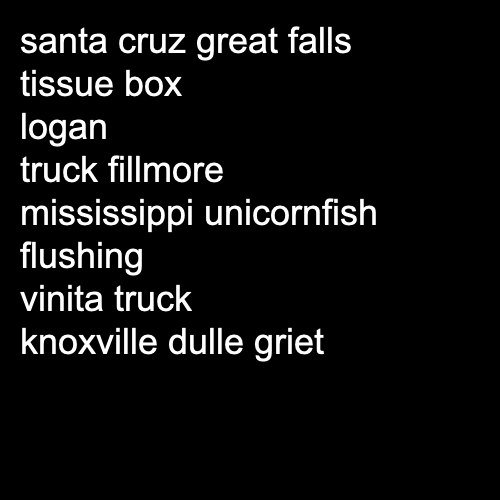 santa cruz great falls
tissue box
logan
truck fillmore
mississippi unicornfish
flushing
vinita truck
knoxville dulle griet